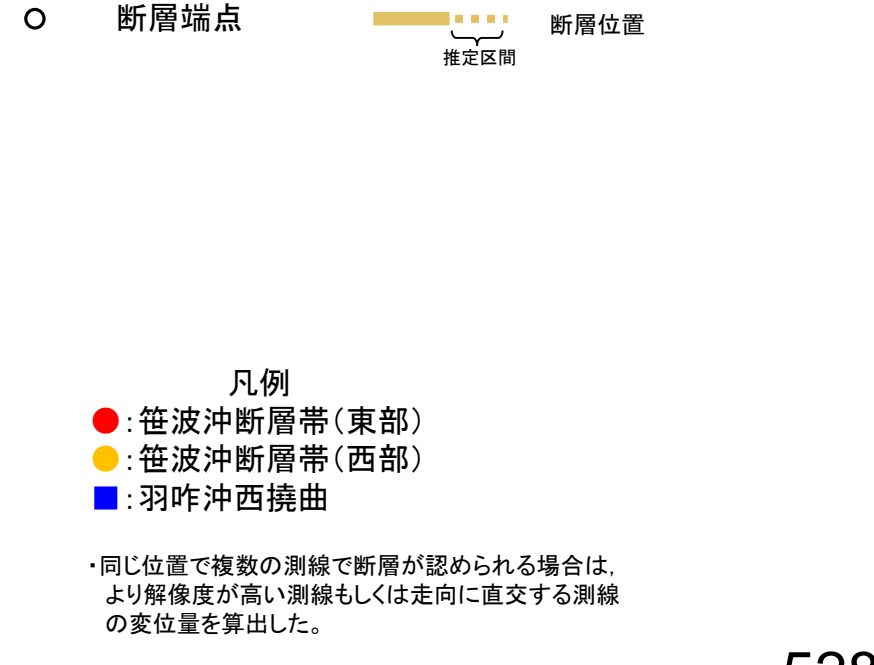 断層端点
断層位置
推定区間
凡例
●:笹波沖断層帯(東部)
●:笹波沖断層帯(西部)
■:羽咋沖西撓曲
・同じ位置で複数の測線で断層が認められる場合は,
より解像度が高い測線もしくは走向に直交する測線
の変位量を算出した。